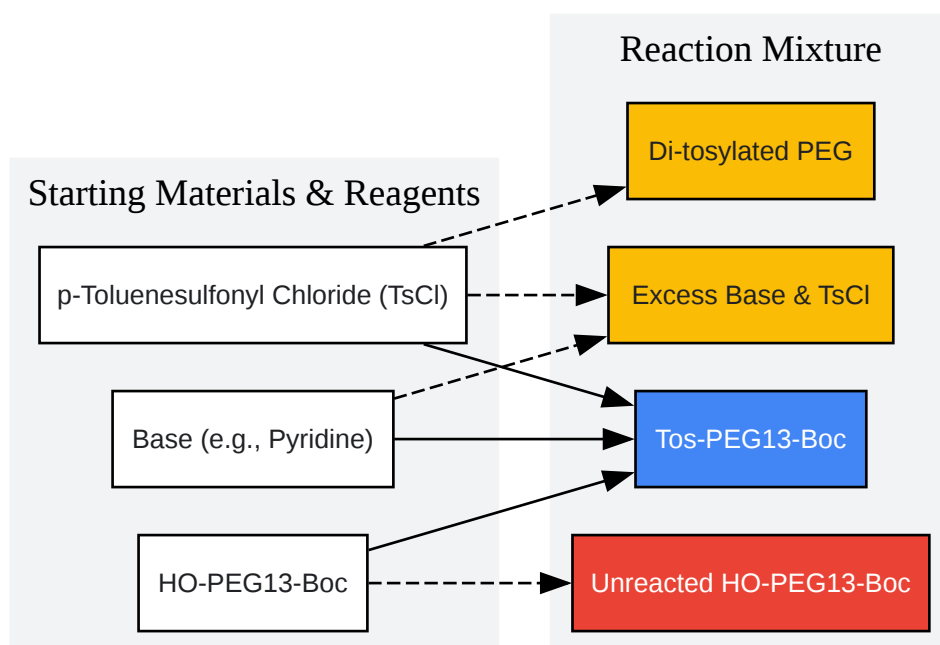 Starting Materials & Reagents
p-Toluenesulfonyl Chloride (TsCl)
Base (e.g., Pyridine)
HO-PEG13-Boc
Reaction Mixture
Di-tosylated PEG
Excess Base & TsCl
Tos-PEG13-Boc
Unreacted HO-PEG13-Boc